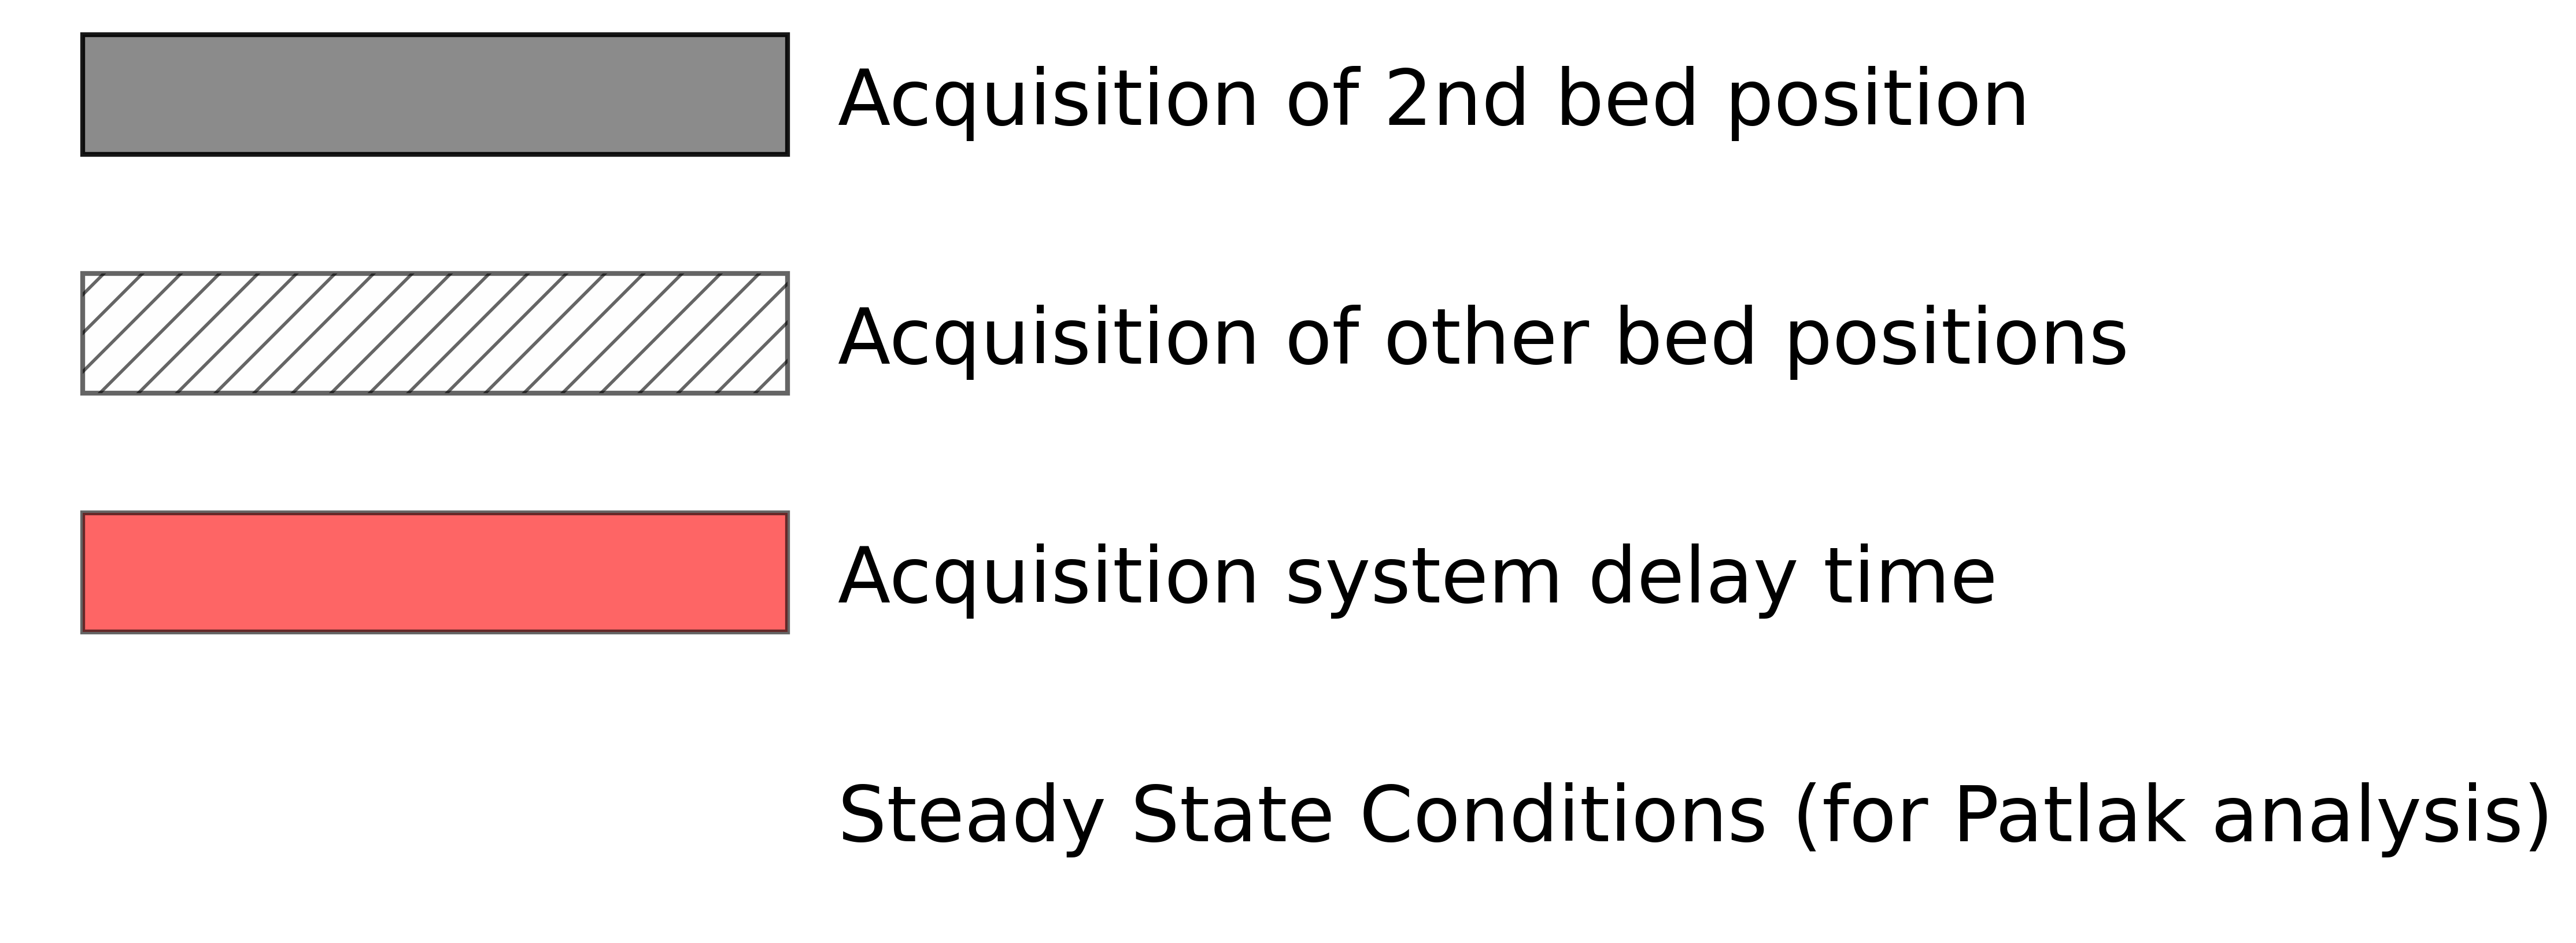 Acquisition of 2nd bed position
Acquisition of other bed positions
Acquisition system delay time
Steady State Conditions (for Patlak analysis)